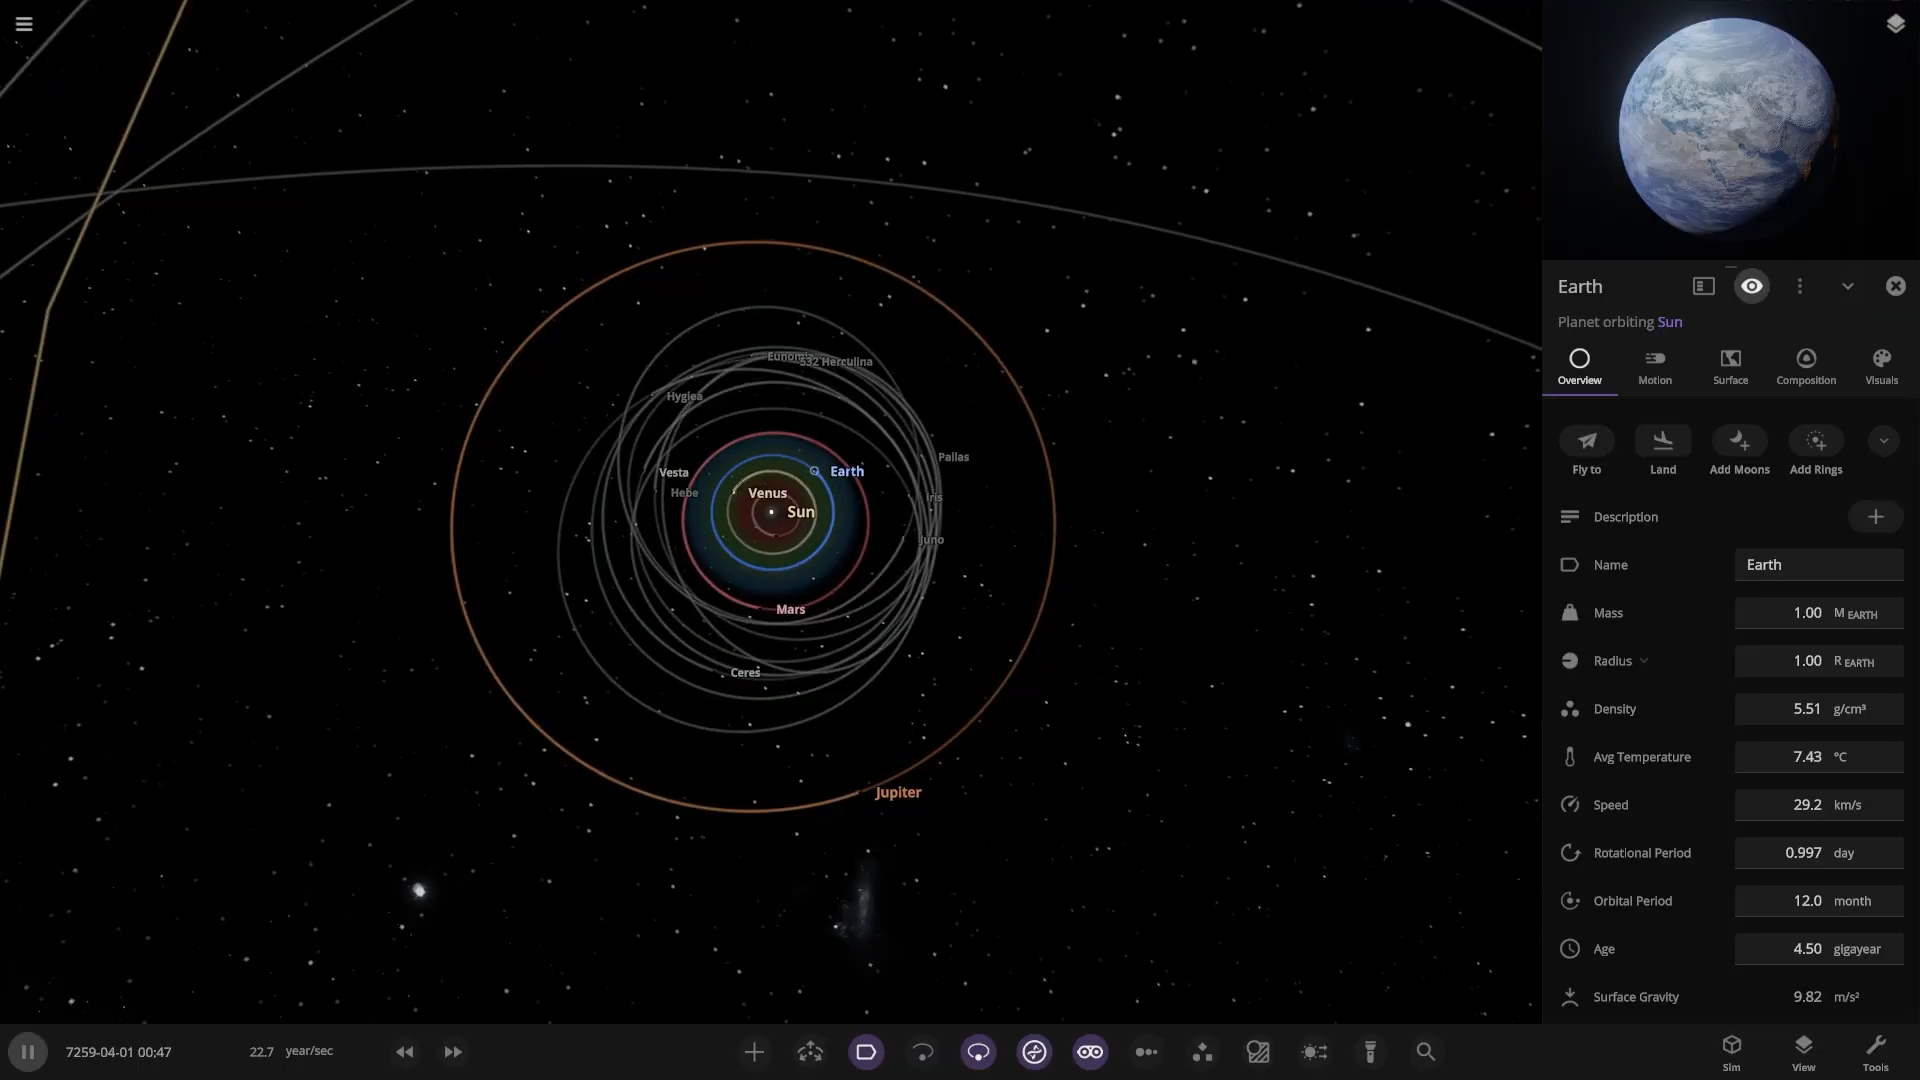 Eunomia
532 Herculina
Hygiea
Pallas
Vesta
Earth
Hebe
Venus
Iris
Sun
Juno
Mars
Ceres
Jupiter
Earth
Planet orbiting Sun
Overview Motion Surface Composition Visuals
Fly to Land Add Moons Add Rings
Description
Name Earth
Mass 1.00 M EARTH
Radius 1.00 R EARTH
Density 5.51 g/cm³
Avg Temperature 7.43 °C
Speed 29.2 km/s
Rotational Period 0.997 day
Orbital Period 12.0 month
Age 4.50 gigayear
Surface Gravity 9.82 m/s²
7259-04-01 00:47 22.7 year/sec
Sim View Tools